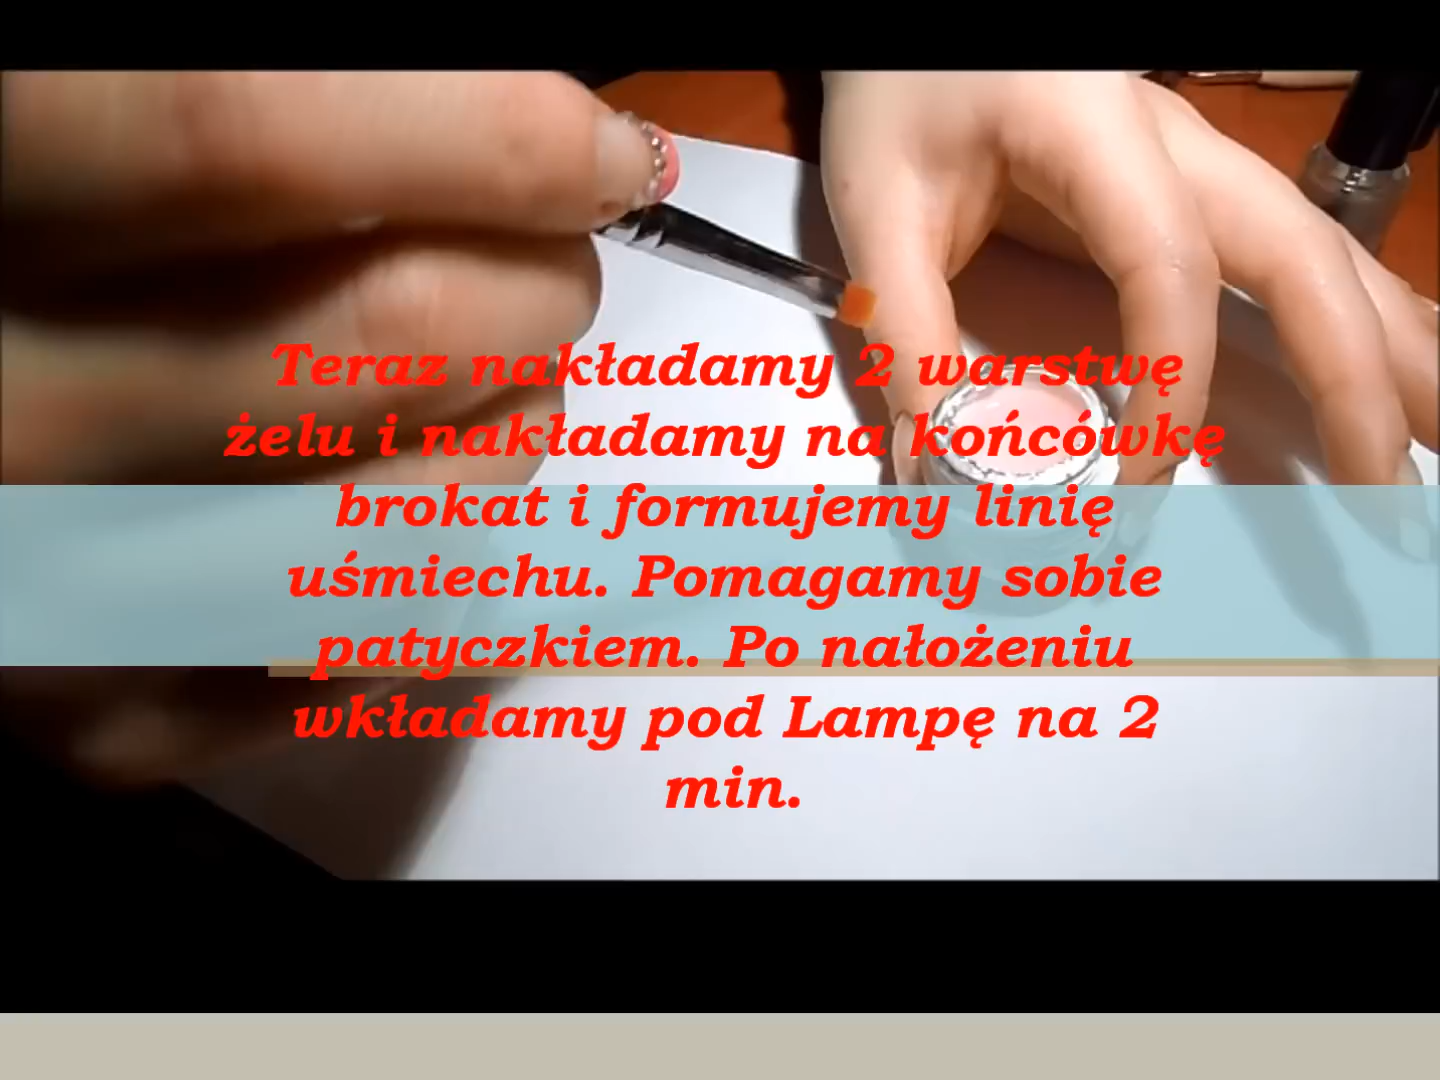 Teraz nakładamy 2 warstwę
żelu i nakładamy na końcówkę
brokat i formujemy linię
uśmiechu. Pomagamy sobie
patyczkiem. Po nałożeniu
wkładamy pod Lampę na 2
min.